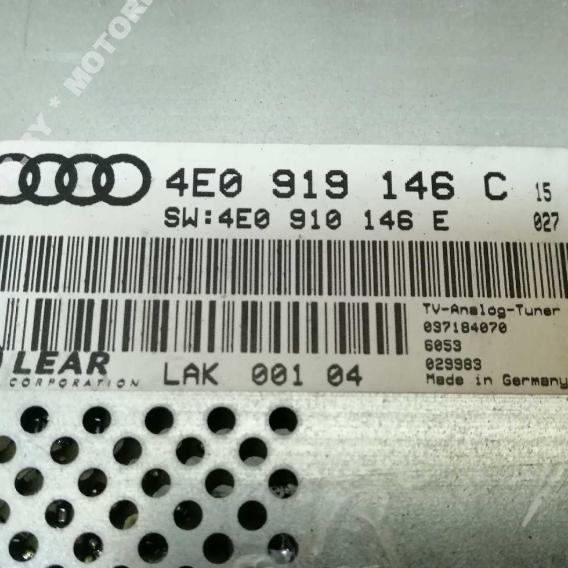 4E0 919 146 C 15
SW:4E0 910 146 E 027
TV-Analog-Tuner
037184070
6053
029983
Made in Germany
LEAR
CORPORATION
LAK 001 04